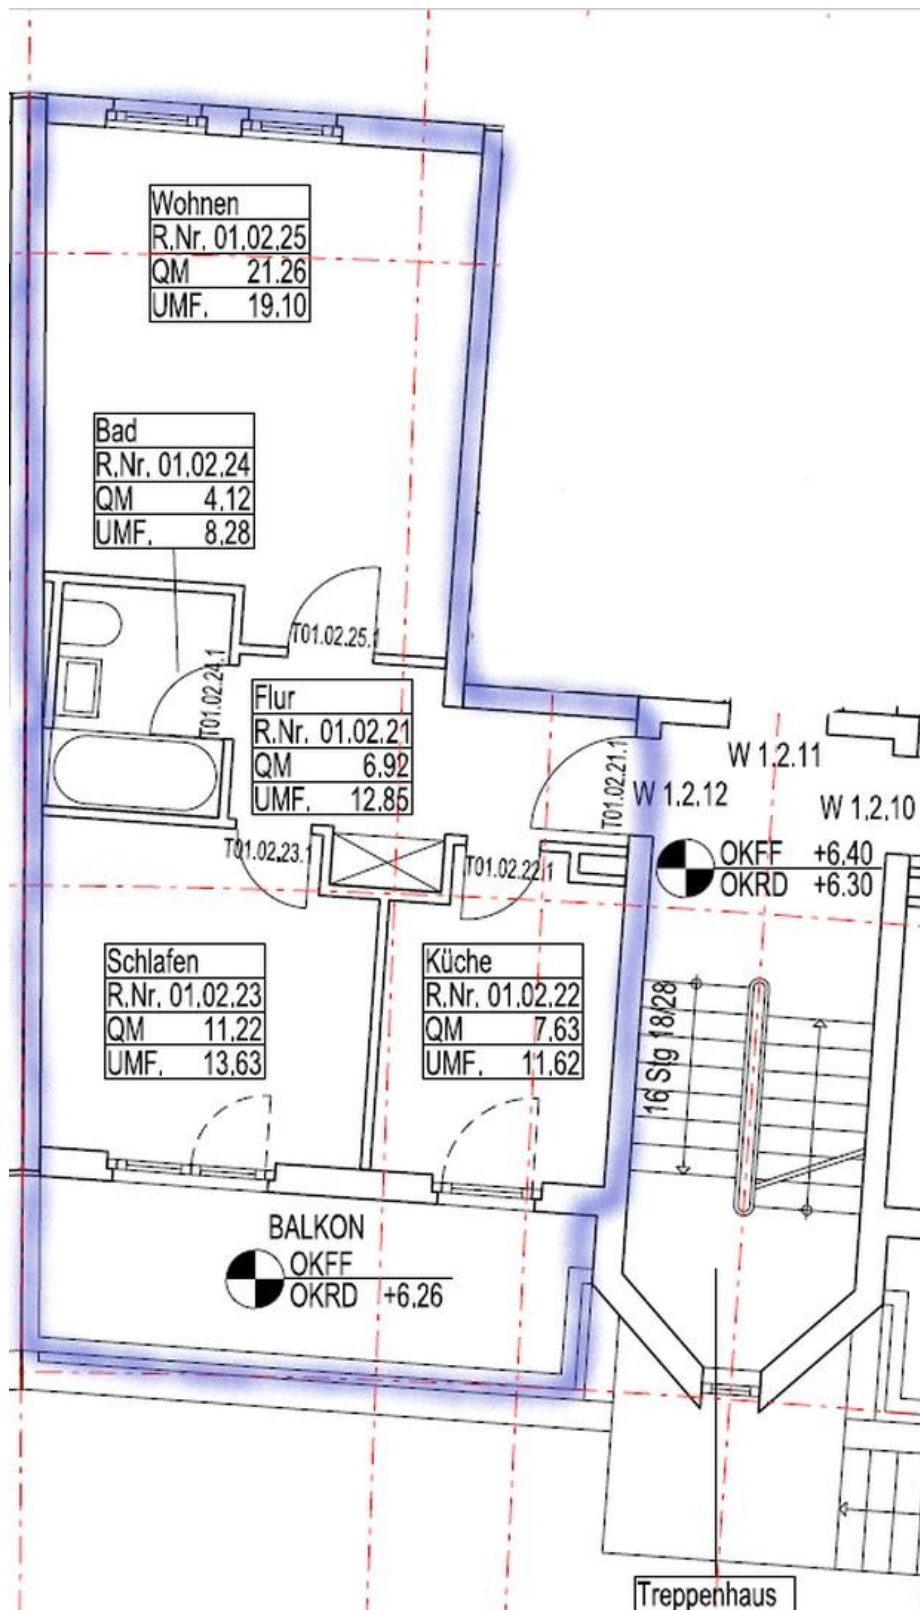 Wohnen
R.Nr. 01.02.25
QM 21.26
UMF. 19.10
Bad
R.Nr. 01.02.24
QM 4.12
UMF. 8.28
T01.02.25.1
T01.02.24.1
Flur
R.Nr. 01.02.21
QM 6.92
UMF. 12.85
T01.02.21.1
W 1.2.11
W 1.2.12
W 1.2.10
T01.02.23.1
T01.02.22.1
OKFF +6.40
OKRD +6.30
Schlafen
R.Nr. 01.02.23
QM 11.22
UMF. 13.63
Küche
R.Nr. 01.02.22
QM 7.63
UMF. 11.62
16 Stg 18/28
BALKON
OKFF
OKRD +6.26
Treppenhaus